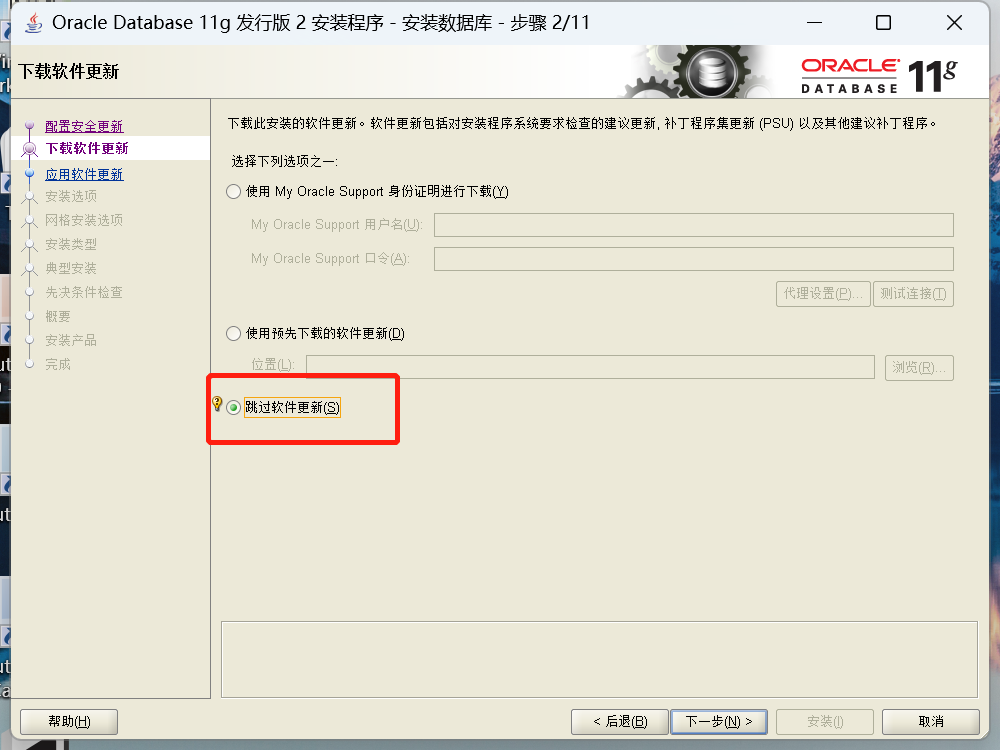 Oracle Database 11g 发行版 2 安装程序 - 安装数据库 - 步骤 2/11
下载软件更新
ORACLE
DATABASE
11g
配置安全更新
下载软件更新
应用软件更新
安装选项
网格安装选项
安装类型
典型安装
先决条件检查
概要
安装产品
完成
下载此安装的软件更新。软件更新包括对安装程序系统要求检查的建议更新, 补丁程序集更新 (PSU) 以及其他建议补丁程序。
选择下列选项之一:
使用 My Oracle Support 身份证明进行下载(Y)
My Oracle Support 用户名(U):
My Oracle Support 口令(A):
代理设置(P)... 测试连接(T)
使用预先下载的软件更新(D)
位置(L):
浏览(R)...
跳过软件更新(S)
帮助(H) < 后退(B) 下一步(N) > 安装(I) 取消